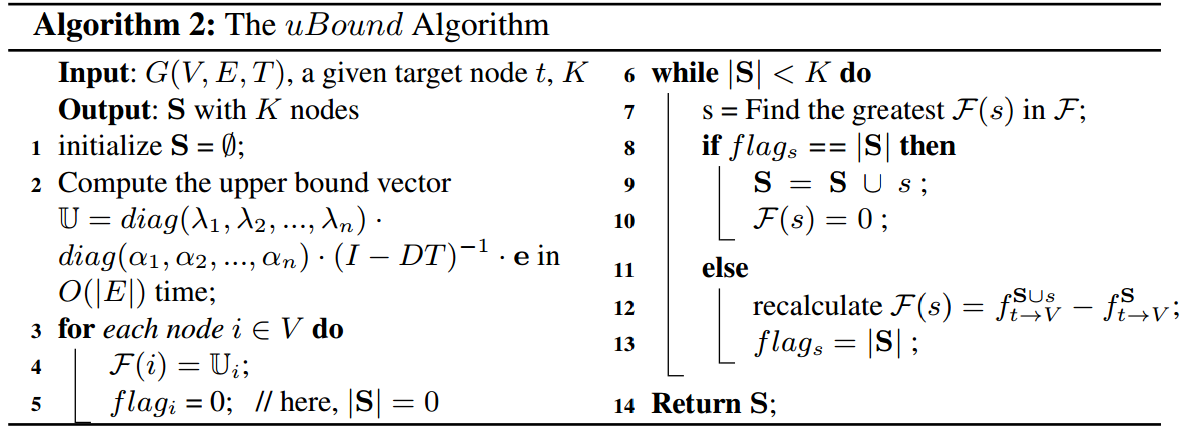 Algorithm 2: The uBound Algorithm
Input: G(V, E, T), a given target node t, K
Output: S with K nodes
1 initialize S = ∅;
2 Compute the upper bound vector
𝕌 = diag(λ₁, λ₂, ..., λₙ) ·
diag(α₁, α₂, ..., αₙ) · (I − DT)⁻¹ · e in
O(|E|) time;
3 for each node i ∈ V do
4 ℱ(i) = 𝕌ᵢ;
5 flagᵢ = 0; // here, |S| = 0
6 while |S| < K do
7 s = Find the greatest ℱ(s) in ℱ;
8 if flagₛ == |S| then
9 S = S ∪ s ;
10 ℱ(s) = 0 ;
11 else
12 recalculate ℱ(s) = f^{S∪s}_{t→V} − f^{S}_{t→V};
13 flagₛ = |S| ;
14 Return S;